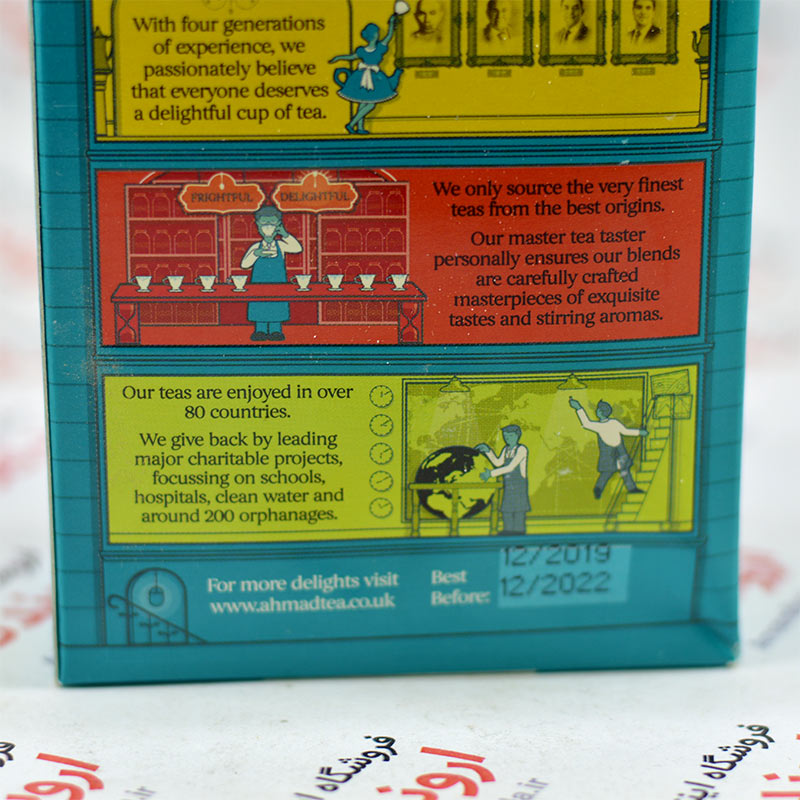 With four generations
of experience, we
passionately believe
that everyone deserves
a delightful cup of tea.
FRIGHTFUL
DELIGHTFUL
We only source the very finest
teas from the best origins.
Our master tea taster
personally ensures our blends
are carefully crafted
masterpieces of exquisite
tastes and stirring aromas.
Our teas are enjoyed in over
80 countries.
We give back by leading
major charitable projects,
focussing on schools,
hospitals, clean water and
around 200 orphanages.
For more delights visit
www.ahmadtea.co.uk
Best
Before:
12/2019
12/2022
فروشگاه
فروشگاه